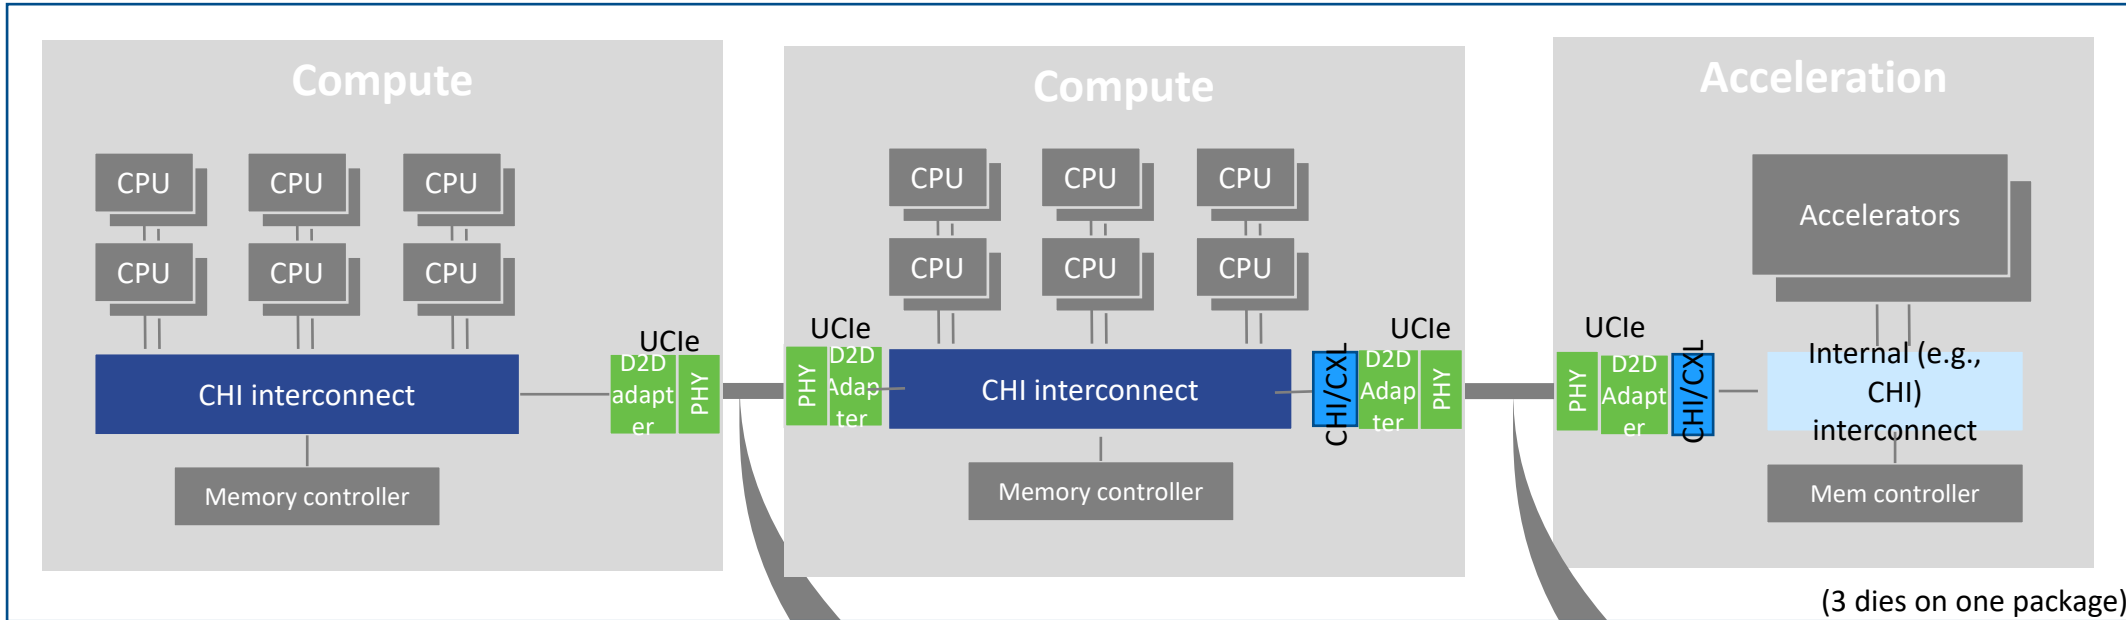 Compute
CPU
CPU
CPU
CPU
CPU
CPU
UCIe
CHI interconnect
D2D
adapt
er
PHY
Memory controller
Compute
CPU
CPU
CPU
CPU
CPU
CPU
UCIe
PHY
D2D
Adap
ter
CHI interconnect
UCIe
CHI/CXL
D2D
Adap
ter
PHY
Memory controller
Acceleration
Accelerators
UCIe
PHY
D2D
Adapt
er
CHI/CXL
Internal (e.g.,
CHI)
interconnect
Mem controller
(3 dies on one package)